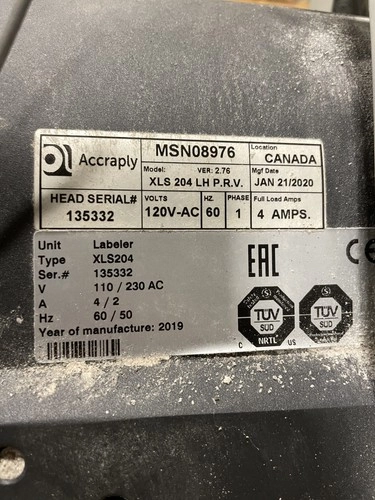 Accraply
MSN08976
Location
CANADA
Model:
VER: 2.76
XLS 204 LH P.R.V.
Mgf Date
JAN 21/2020
HEAD SERIAL#
135332
VOLTS
120V-AC
HZ
60
PHASE
1
Full Load Amps
4 AMPS.
Unit Labeler
Type XLS204
Ser.# 135332
V 110 / 230 AC
A 4 / 2
Hz 60 / 50
Year of manufacture: 2019
EAC
CE
TÜV
SÜD
NRTL
C US
TÜV
SÜD